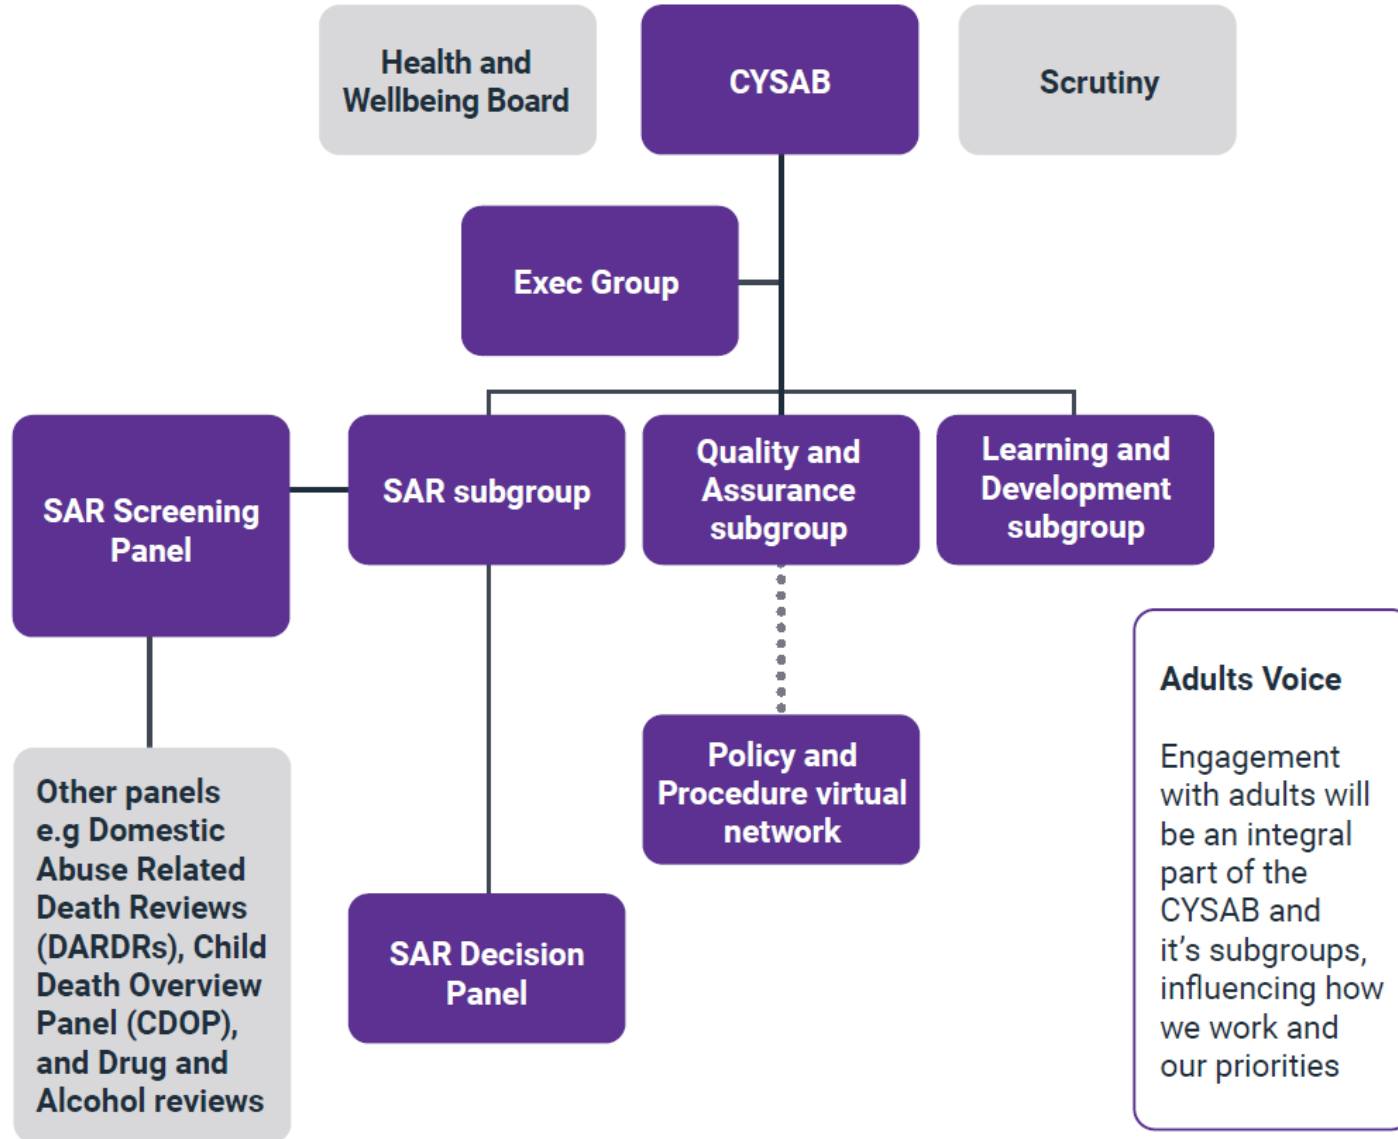 Health and
Wellbeing Board
CYSAB
Scrutiny
Exec Group
SAR Screening
Panel
SAR subgroup
Quality and
Assurance
subgroup
Learning and
Development
subgroup
Other panels
e.g Domestic
Abuse Related
Death Reviews
(DARDRs), Child
Death Overview
Panel (CDOP),
and Drug and
Alcohol reviews
SAR Decision
Panel
Policy and
Procedure virtual
network
Adults Voice
Engagement
with adults will
be an integral
part of the
CYSAB and
it’s subgroups,
influencing how
we work and
our priorities